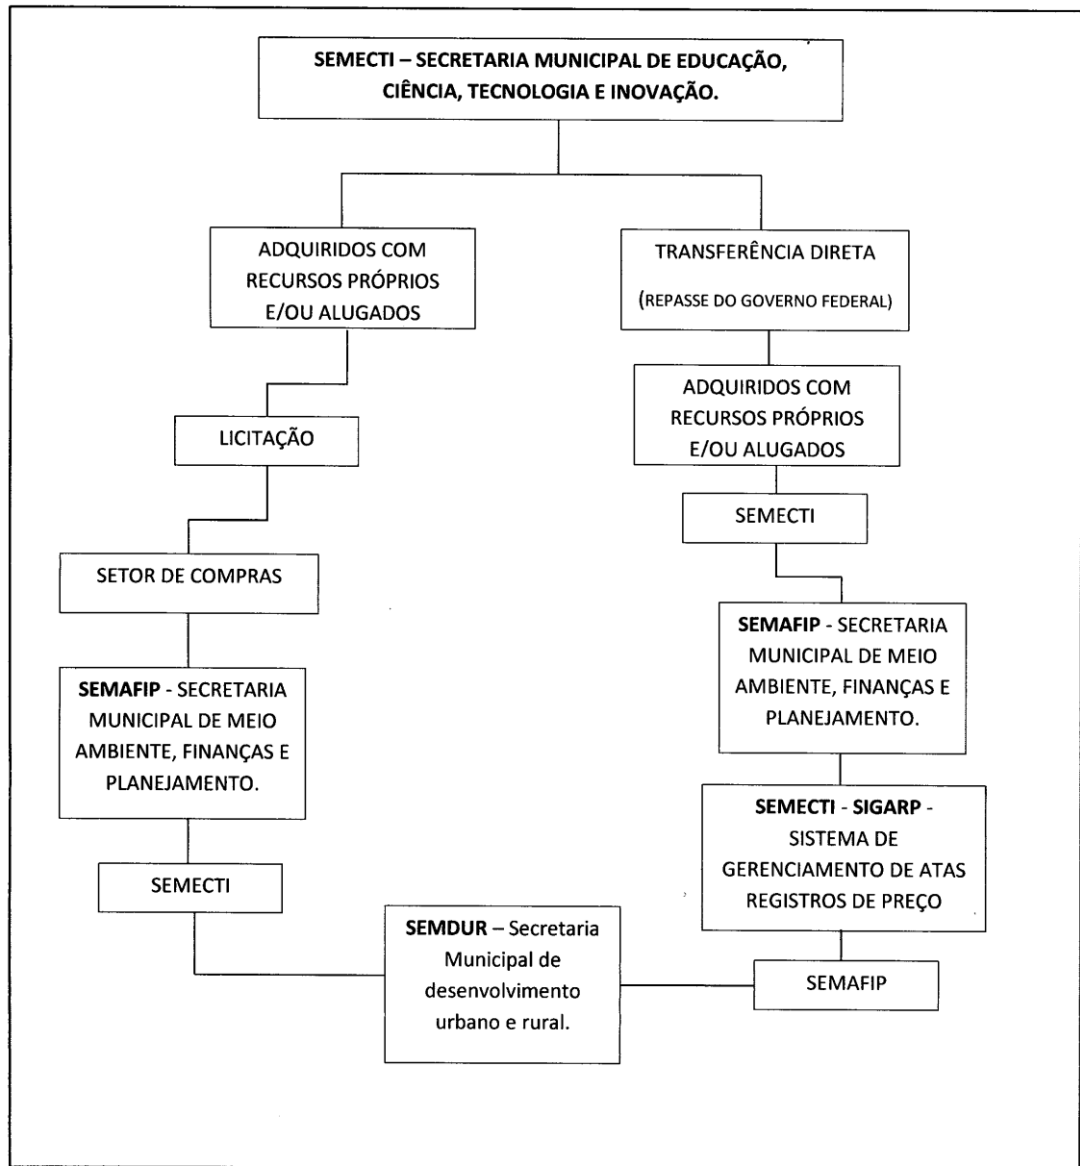 SEMECTI – SECRETARIA MUNICIPAL DE EDUCAÇÃO,
CIÊNCIA, TECNOLOGIA E INOVAÇÃO.
ADQUIRIDOS COM
RECURSOS PRÓPRIOS
E/OU ALUGADOS
LICITAÇÃO
SETOR DE COMPRAS
SEMAFIP - SECRETARIA
MUNICIPAL DE MEIO
AMBIENTE, FINANÇAS E
PLANEJAMENTO.
SEMECTI
TRANSFERÊNCIA DIRETA
(REPASSE DO GOVERNO FEDERAL)
ADQUIRIDOS COM
RECURSOS PRÓPRIOS
E/OU ALUGADOS
SEMECTI
SEMAFIP - SECRETARIA
MUNICIPAL DE MEIO
AMBIENTE, FINANÇAS E
PLANEJAMENTO.
SEMECTI - SIGARP -
SISTEMA DE
GERENCIAMENTO DE ATAS
REGISTROS DE PREÇO
SEMAFIP
SEMDUR – Secretaria
Municipal de
desenvolvimento
urbano e rural.